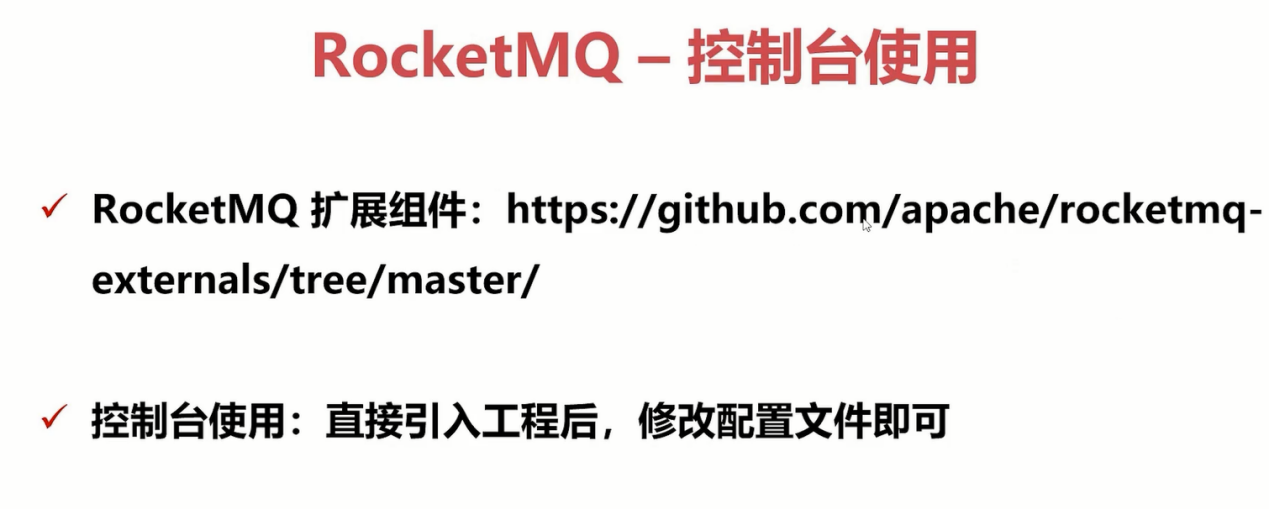 RocketMQ – 控制台使用
RocketMQ 扩展组件：https://github.com/apache/rocketmq-
externals/tree/master/
控制台使用：直接引入工程后，修改配置文件即可